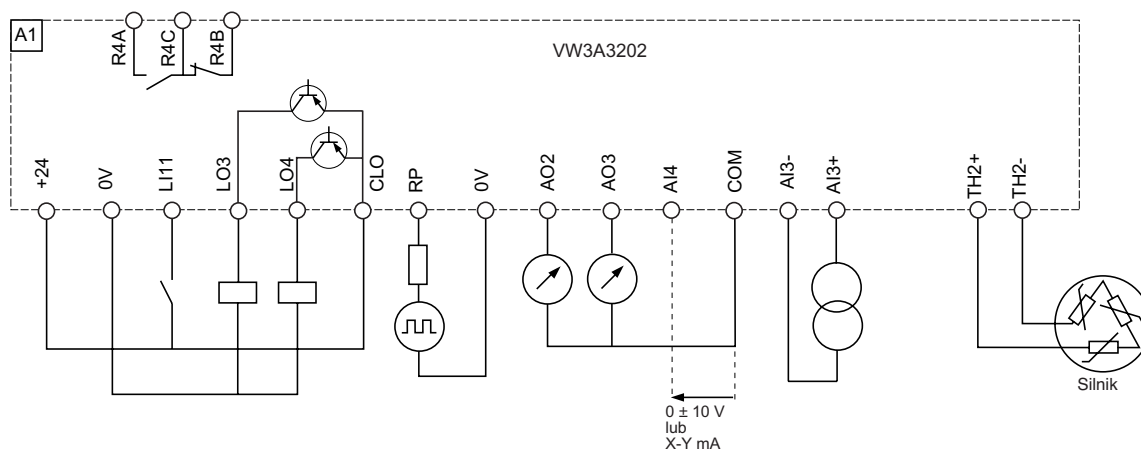 A1
R4A
R4C
R4B
VW3A3202
+24
0V
LI11
LO3
LO4
CLO
RP
0V
AO2
AO3
AI4
COM
AI3-
AI3+
TH2+
TH2-
Silnik
0 ± 10 V
lub
X-Y mA